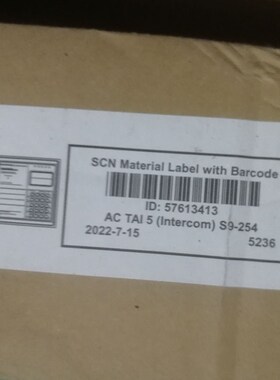 SCN Material Label with Barcode
ID: 57613413
AC TAI 5 (Intercom) S9-254
2022-7-15 5236